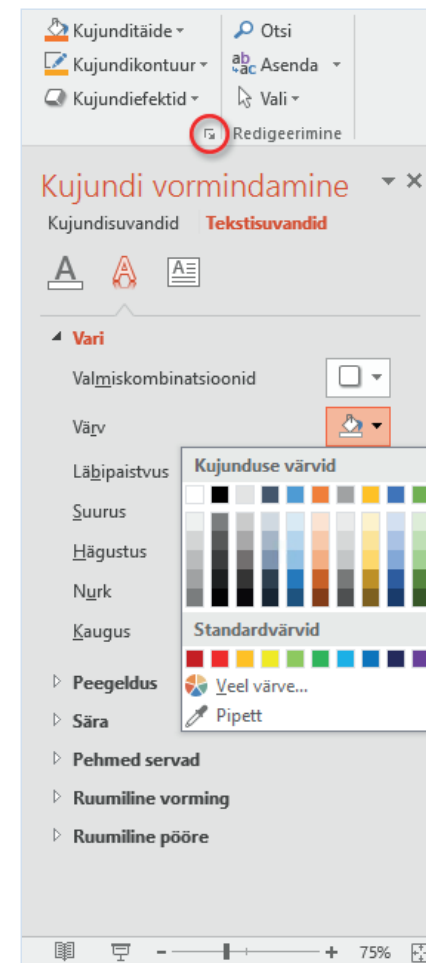 Kujunditäide
Otsi
Kujundikontuur
Asenda
Kujundiefektid
Vali
Redigeerimine
Kujundi vormindamine
Kujundisuvandid Tekstisuvandid
Vari
Valmiskombinatsioonid
Värv
Läbipaistvus
Kujunduse värvid
Suurus
Hägustus
Nurk
Kaugus
Standardvärvid
Peegeldus
Veel värve...
Sära
Pipett
Pehmed servad
Ruumiline vorming
Ruumiline pööre
75%